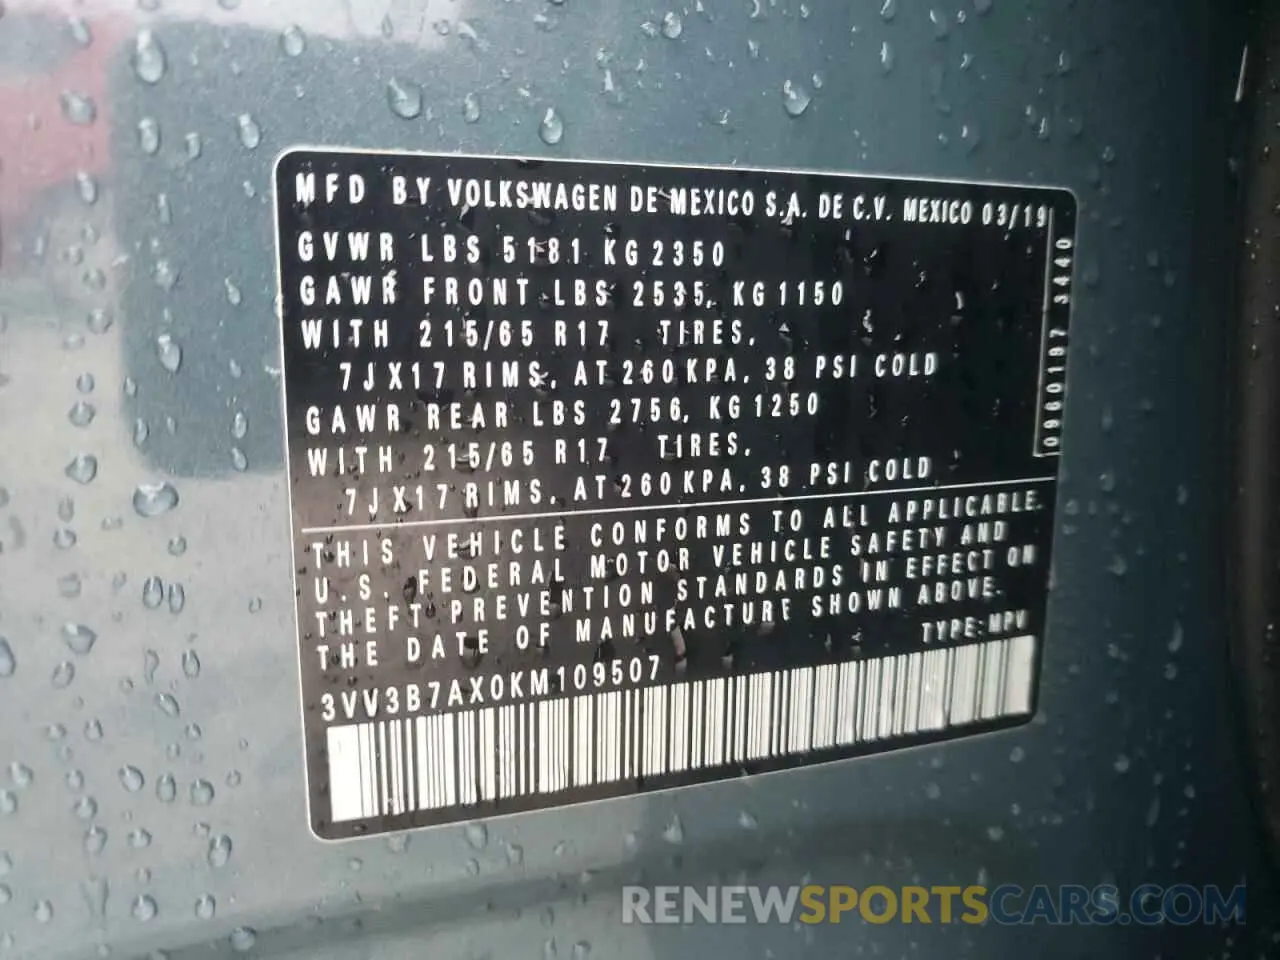 MFD BY VOLKSWAGEN DE MEXICO S.A. DE C.V. MEXICO 03/19
GVWR LBS 5181 KG 2350
GAWR FRONT LBS 2535, KG 1150
WITH 215/65 R17 TIRES,
7JX17 RIMS, AT 260 KPA, 38 PSI COLD
GAWR REAR LBS 2756, KG 1250
WITH 215/65 R17 TIRES,
7JX17 RIMS, AT 260 KPA, 38 PSI COLD
0960187 3440
THIS VEHICLE CONFORMS TO ALL APPLICABLE
U.S. FEDERAL MOTOR VEHICLE SAFETY AND
THEFT PREVENTION STANDARDS IN EFFECT ON
THE DATE OF MANUFACTURE SHOWN ABOVE.
TYPE: MPV
3VV3B7AX0KM109507
RENEWSPORTSCARS.COM